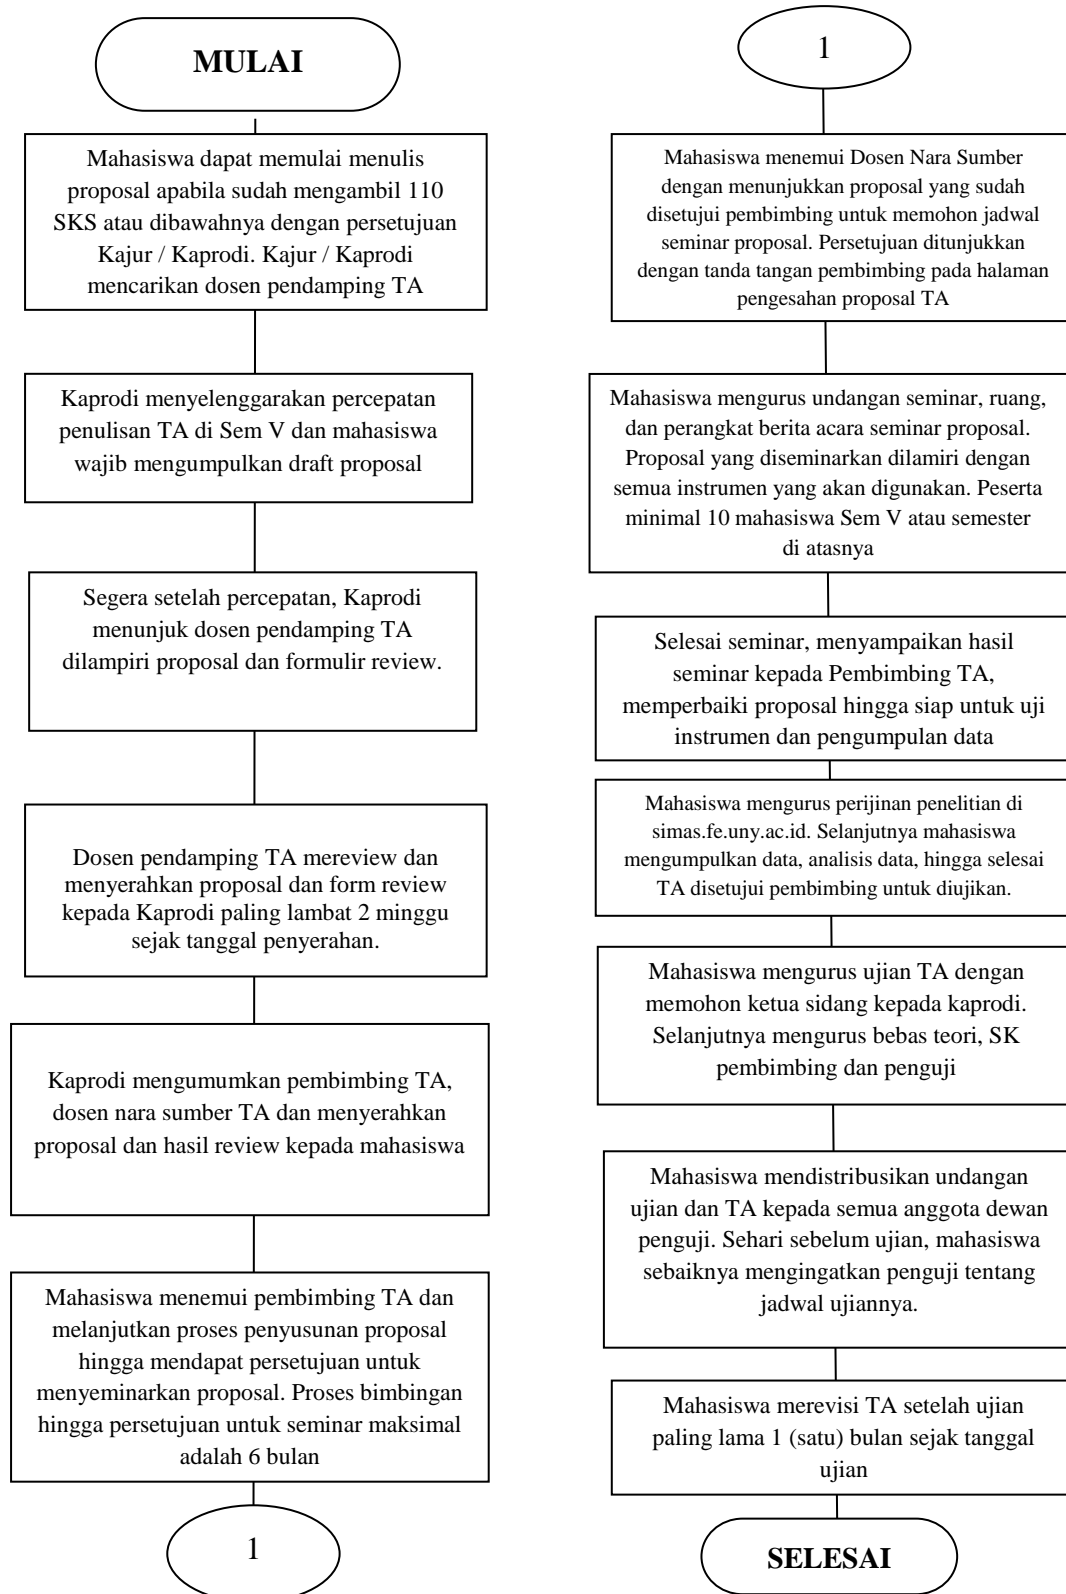 MULAI
Mahasiswa dapat memulai menulis
proposal apabila sudah mengambil 110
SKS atau dibawahnya dengan persetujuan
Kajur / Kaprodi. Kajur / Kaprodi
mencarikan dosen pendamping TA
Kaprodi menyelenggarakan percepatan
penulisan TA di Sem V dan mahasiswa
wajib mengumpulkan draft proposal
Segera setelah percepatan, Kaprodi
menunjuk dosen pendamping TA
dilampiri proposal dan formulir review.
Dosen pendamping TA mereview dan
menyerahkan proposal dan form review
kepada Kaprodi paling lambat 2 minggu
sejak tanggal penyerahan.
Kaprodi mengumumkan pembimbing TA,
dosen nara sumber TA dan menyerahkan
proposal dan hasil review kepada mahasiswa
Mahasiswa menemui pembimbing TA dan
melanjutkan proses penyusunan proposal
hingga mendapat persetujuan untuk
menyeminarkan proposal. Proses bimbingan
hingga persetujuan untuk seminar maksimal
adalah 6 bulan
1
1
Mahasiswa menemui Dosen Nara Sumber
dengan menunjukkan proposal yang sudah
disetujui pembimbing untuk memohon jadwal
seminar proposal. Persetujuan ditunjukkan
dengan tanda tangan pembimbing pada halaman
pengesahan proposal TA
Mahasiswa mengurus undangan seminar, ruang,
dan perangkat berita acara seminar proposal.
Proposal yang diseminarkan dilamiri dengan
semua instrumen yang akan digunakan. Peserta
minimal 10 mahasiswa Sem V atau semester
di atasnya
Selesai seminar, menyampaikan hasil
seminar kepada Pembimbing TA,
memperbaiki proposal hingga siap untuk uji
instrumen dan pengumpulan data
Mahasiswa mengurus perijinan penelitian di
simas.fe.uny.ac.id. Selanjutnya mahasiswa
mengumpulkan data, analisis data, hingga selesai
TA disetujui pembimbing untuk diujikan.
Mahasiswa mengurus ujian TA dengan
memohon ketua sidang kepada kaprodi.
Selanjutnya mengurus bebas teori, SK
pembimbing dan penguji
Mahasiswa mendistribusikan undangan
ujian dan TA kepada semua anggota dewan
penguji. Sehari sebelum ujian, mahasiswa
sebaiknya mengingatkan penguji tentang
jadwal ujiannya.
Mahasiswa merevisi TA setelah ujian
paling lama 1 (satu) bulan sejak tanggal
ujian
SELESAI